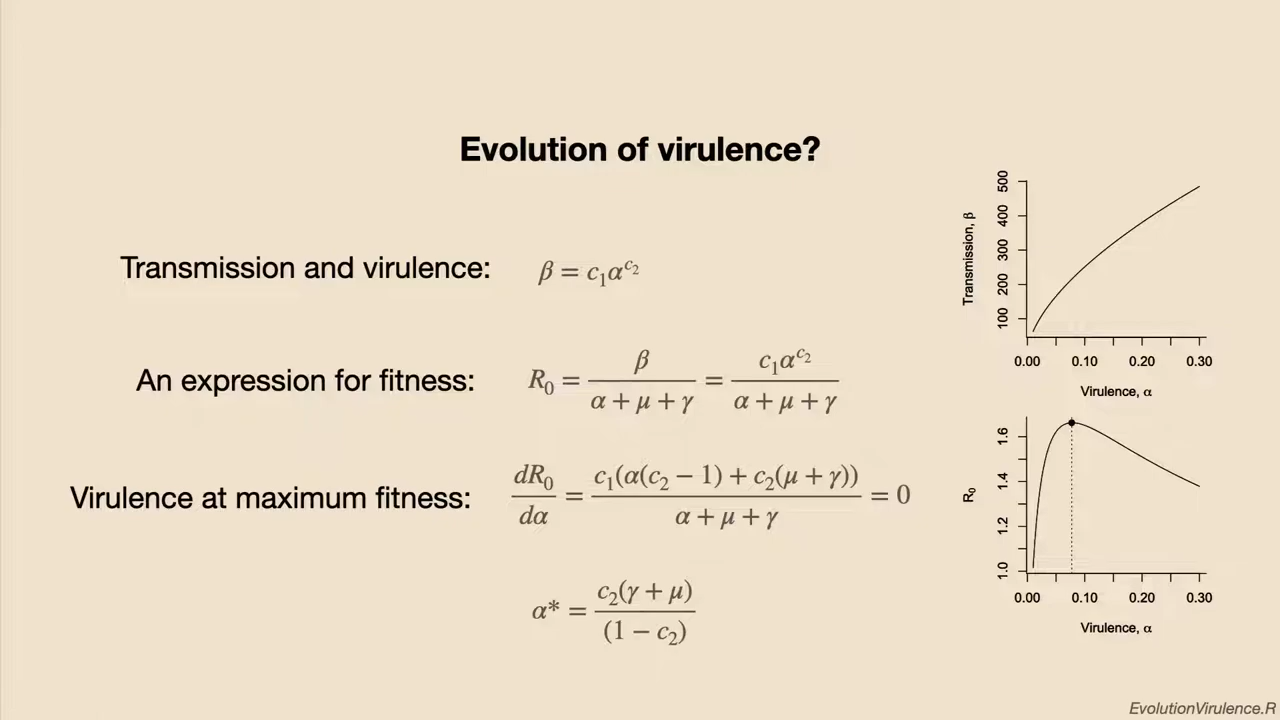 Evolution of virulence?
Transmission and virulence: β = c₁α^{c₂}
An expression for fitness: R₀ = β / (α + μ + γ) = c₁α^{c₂} / (α + μ + γ)
Virulence at maximum fitness: dR₀/dα = c₁(α(c₂ − 1) + c₂(μ + γ)) / (α + μ + γ) = 0
α* = c₂(γ + μ) / (1 − c₂)
Transmission, β
500
400
300
200
100
0.00 0.10 0.20 0.30
Virulence, α
R₀
1.6
1.4
1.2
1.0
0.00 0.10 0.20 0.30
Virulence, α
EvolutionVirulence.R